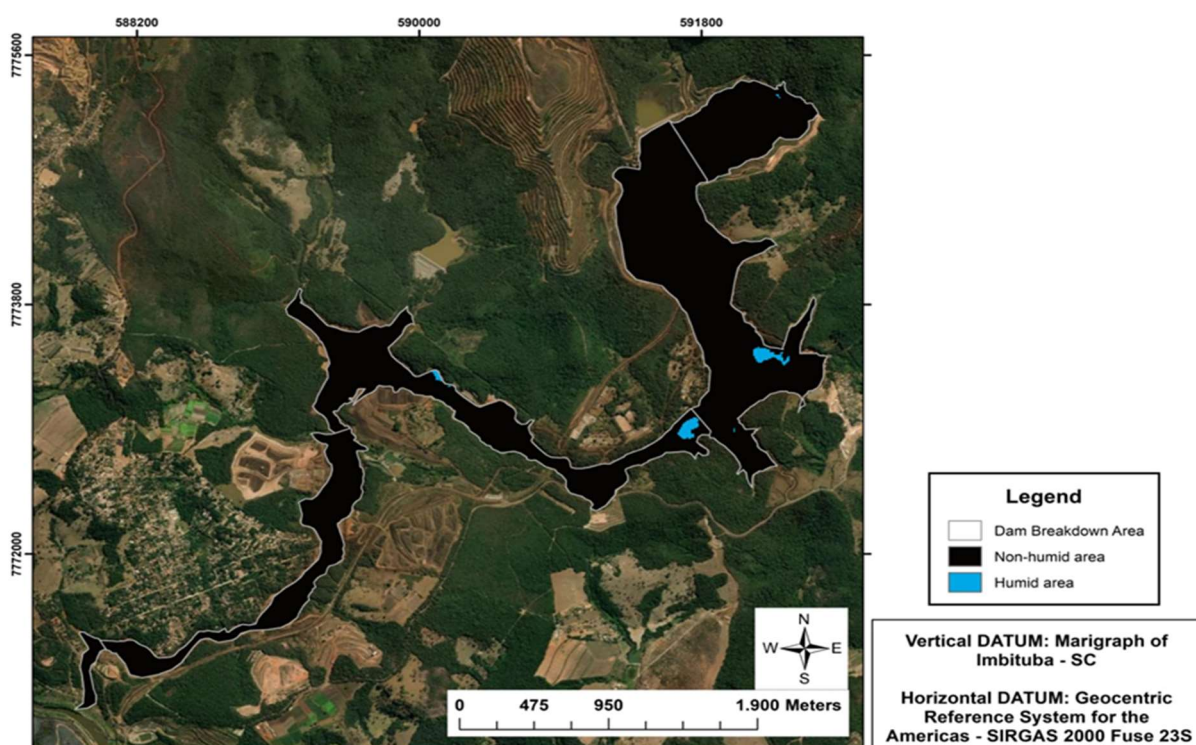 588200
590000
591800
7775600
7773800
7772000
Legend
Dam Breakdown Area
Non-humid area
Humid area
N
W
E
S
0 475 950 1.900 Meters
Vertical DATUM: Marigraph of
Imbituba - SC
Horizontal DATUM: Geocentric
Reference System for the
Americas - SIRGAS 2000 Fuse 23S